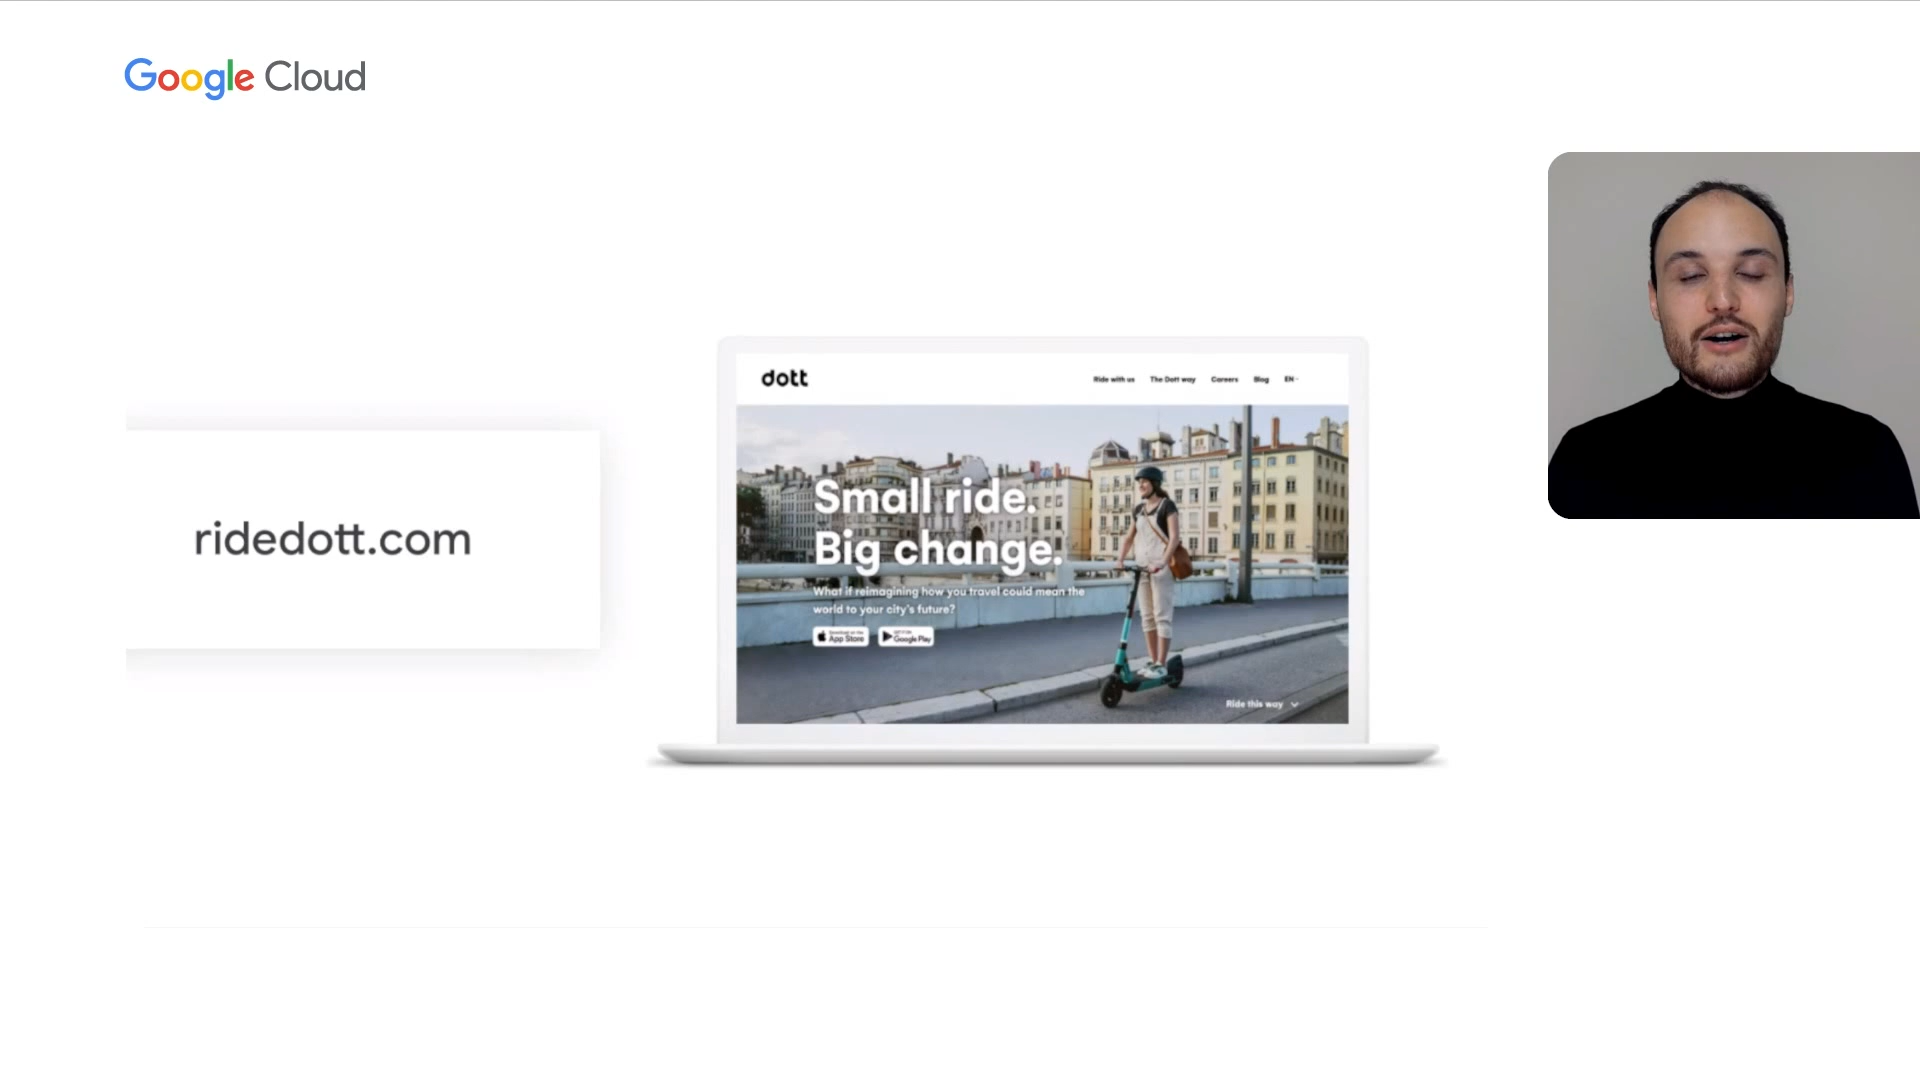 Google Cloud
dott
Ride with us
The Dott way
Careers
Blog
EN
Small ride.
Big change.
What if reimagining how you travel could mean the
world to your city's future?
Download on the
App Store
GET IT ON
Google Play
Ride this way
ridedott.com